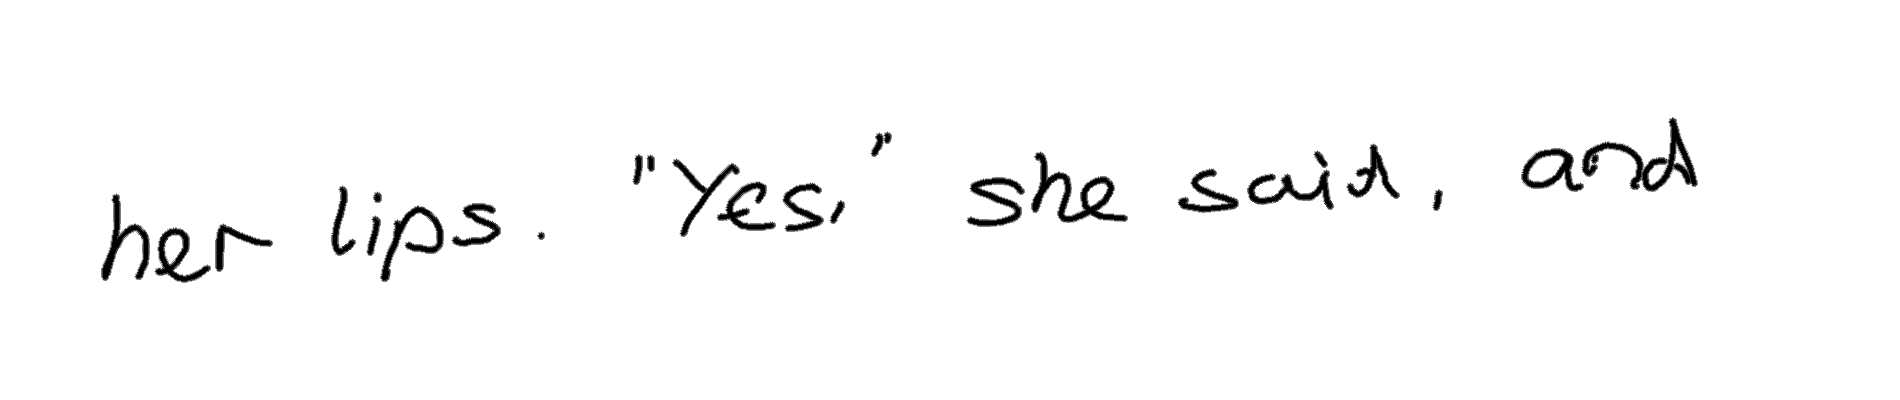 her lips. "Yes," she said, and